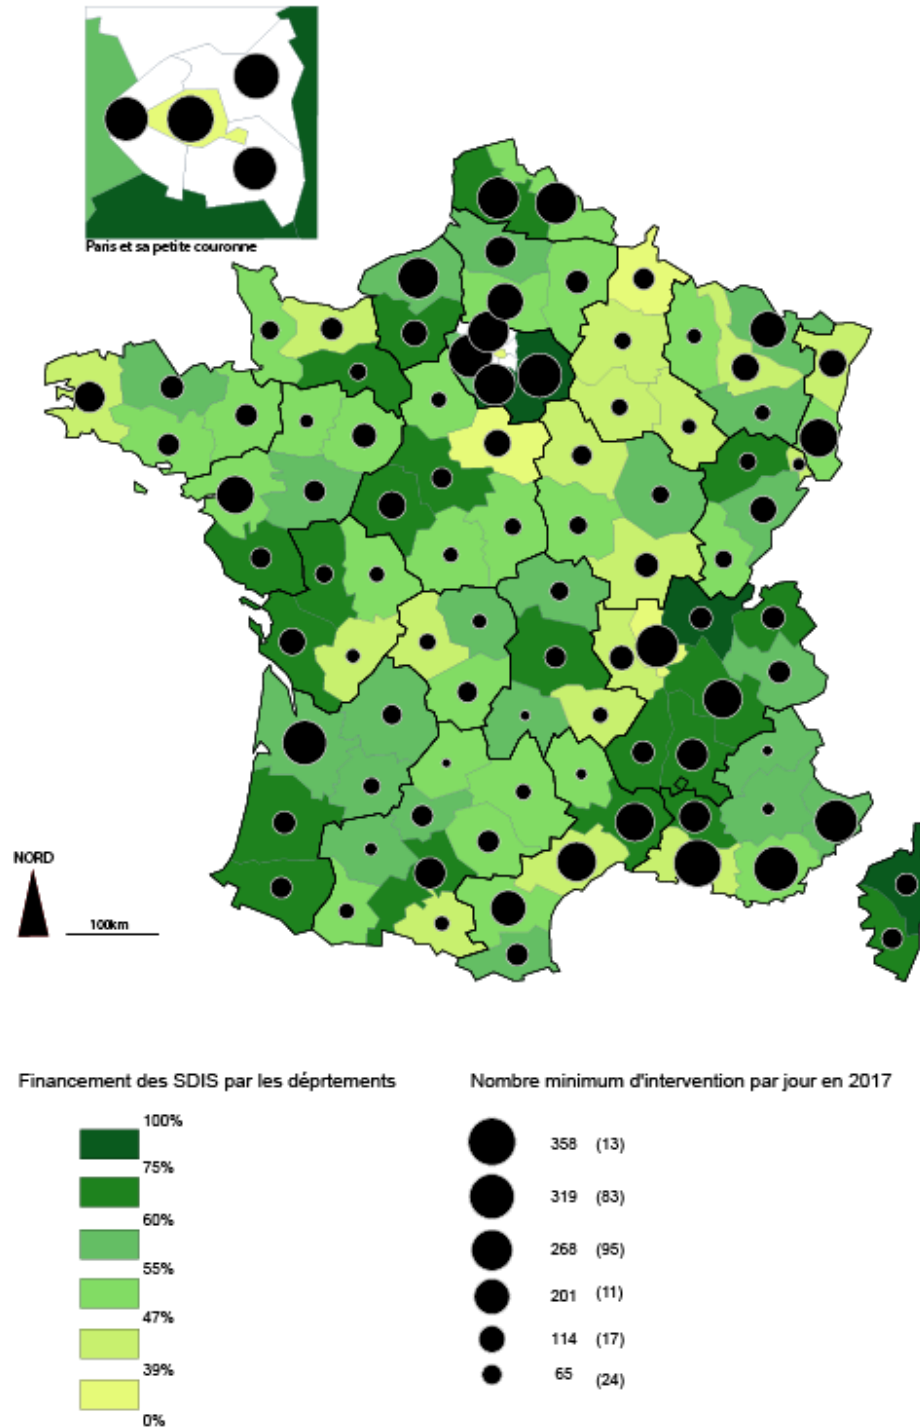 Paris et sa petite couronne
NORD
100km
Financement des SDIS par les déprtements
100%
75%
60%
55%
47%
39%
0%
Nombre minimum d'intervention par jour en 2017
358 (13)
319 (83)
268 (95)
201 (11)
114 (17)
65 (24)